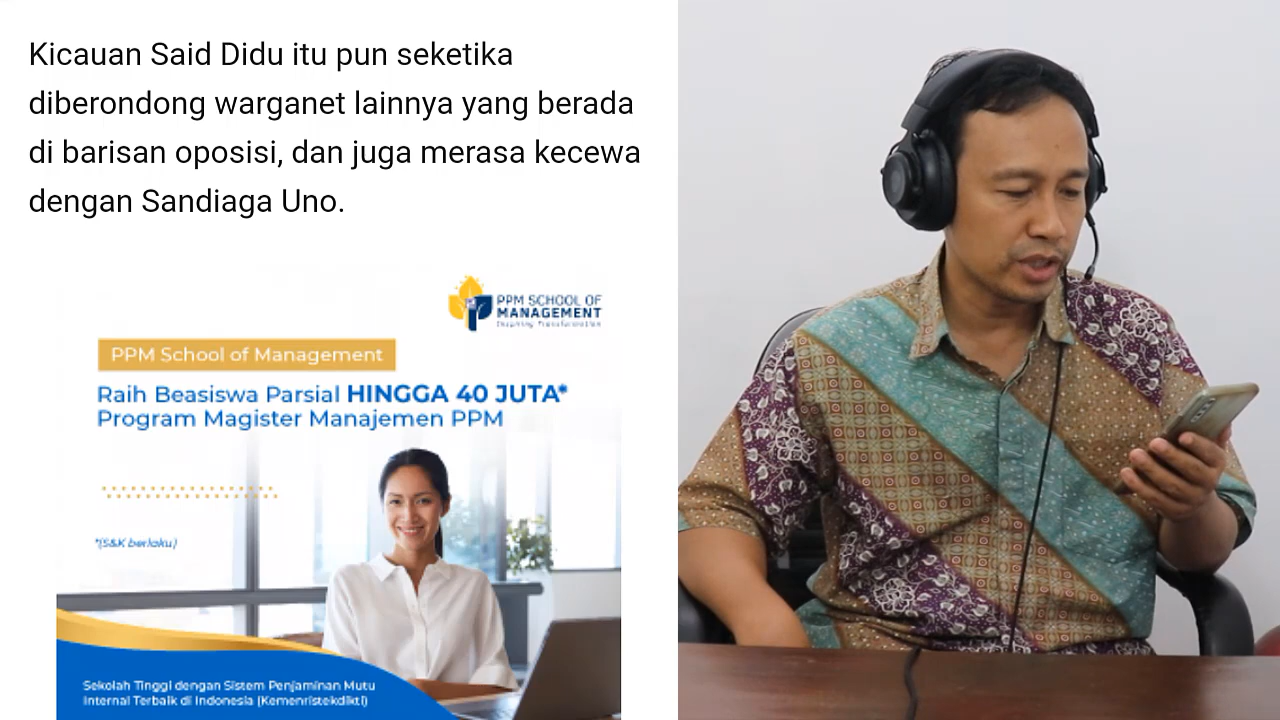 Kicauan Said Didu itu pun seketika
diberondong warganet lainnya yang berada
di barisan oposisi, dan juga merasa kecewa
dengan Sandiaga Uno.
PPM SCHOOL OF
MANAGEMENT
Inspiring Transformation
PPM School of Management
Raih Beasiswa Parsial HINGGA 40 JUTA*
Program Magister Manajemen PPM
*(S&K berlaku)
Sekolah Tinggi dengan Sistem Penjaminan Mutu
Internal Terbaik di Indonesia (Kemenristekdikti)